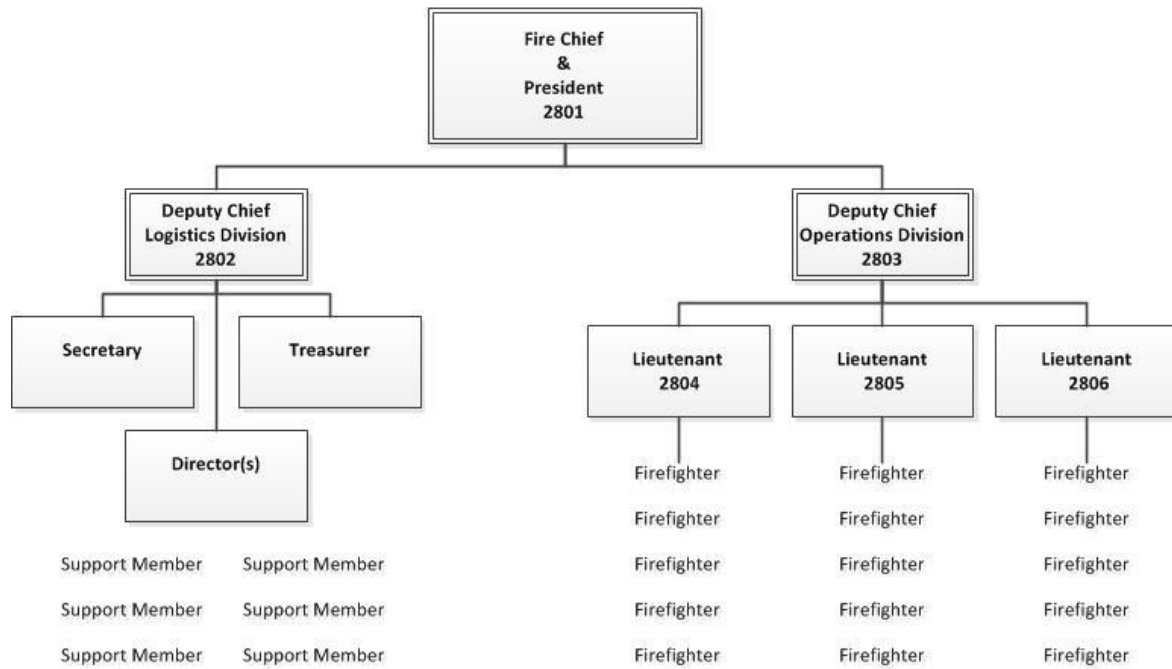 Fire Chief
&
President
2801
Deputy Chief
Logistics Division
2802
Deputy Chief
Operations Division
2803
Secretary
Treasurer
Director(s)
Lieutenant
2804
Lieutenant
2805
Lieutenant
2806
Support Member Support Member
Support Member Support Member
Support Member Support Member
Firefighter Firefighter Firefighter
Firefighter Firefighter Firefighter
Firefighter Firefighter Firefighter
Firefighter Firefighter Firefighter
Firefighter Firefighter Firefighter